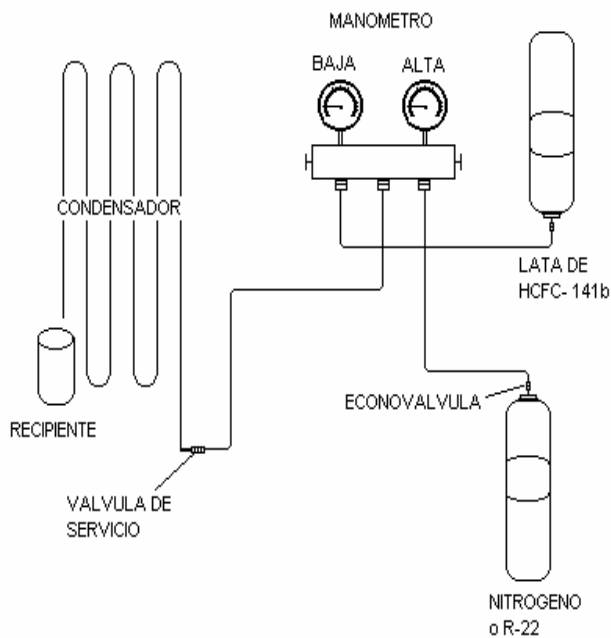 MANOMETRO
BAJA
ALTA
CONDENSADOR
LATA DE
HCFC- 141b
RECIPIENTE
ECONOVALVULA
VALVULA DE
SERVICIO
NITROGENO
o R-22